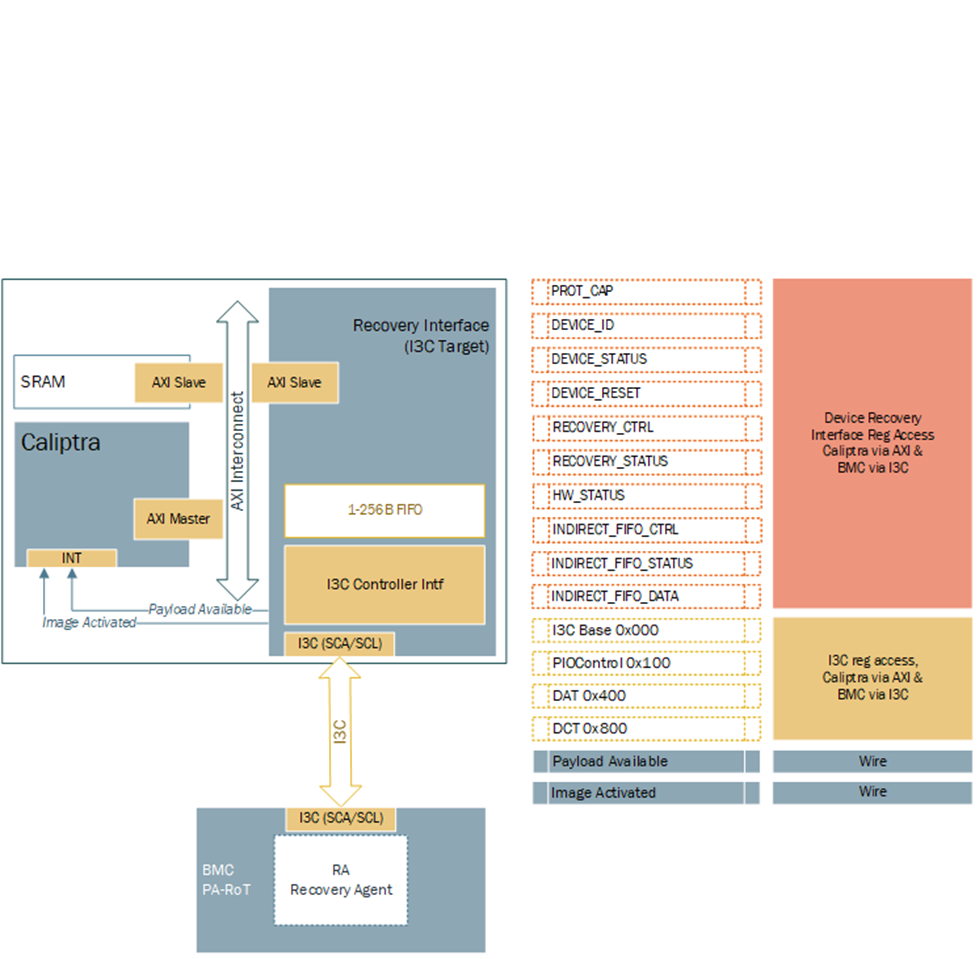 Recovery Interface
(I3C Target)
SRAM
AXI Slave
AXI Slave
Caliptra
AXI Interconnect
1-256B FIFO
AXI Master
INT
I3C Controller Intf
Payload Available
Image Activated
I3C (SCA/SCL)
I3C
I3C (SCA/SCL)
BMC
PA-RoT
RA
Recovery Agent
PROT_CAP
DEVICE_ID
DEVICE_STATUS
DEVICE_RESET
RECOVERY_CTRL
RECOVERY_STATUS
HW_STATUS
INDIRECT_FIFO_CTRL
INDIRECT_FIFO_STATUS
INDIRECT_FIFO_DATA
I3C Base 0x000
PIOControl 0x100
DAT 0x400
DCT 0x800
Payload Available
Image Activated
Device Recovery
Interface Reg Access
Caliptra via AXI &
BMC via I3C
I3C reg access,
Caliptra via AXI &
BMC via I3C
Wire
Wire